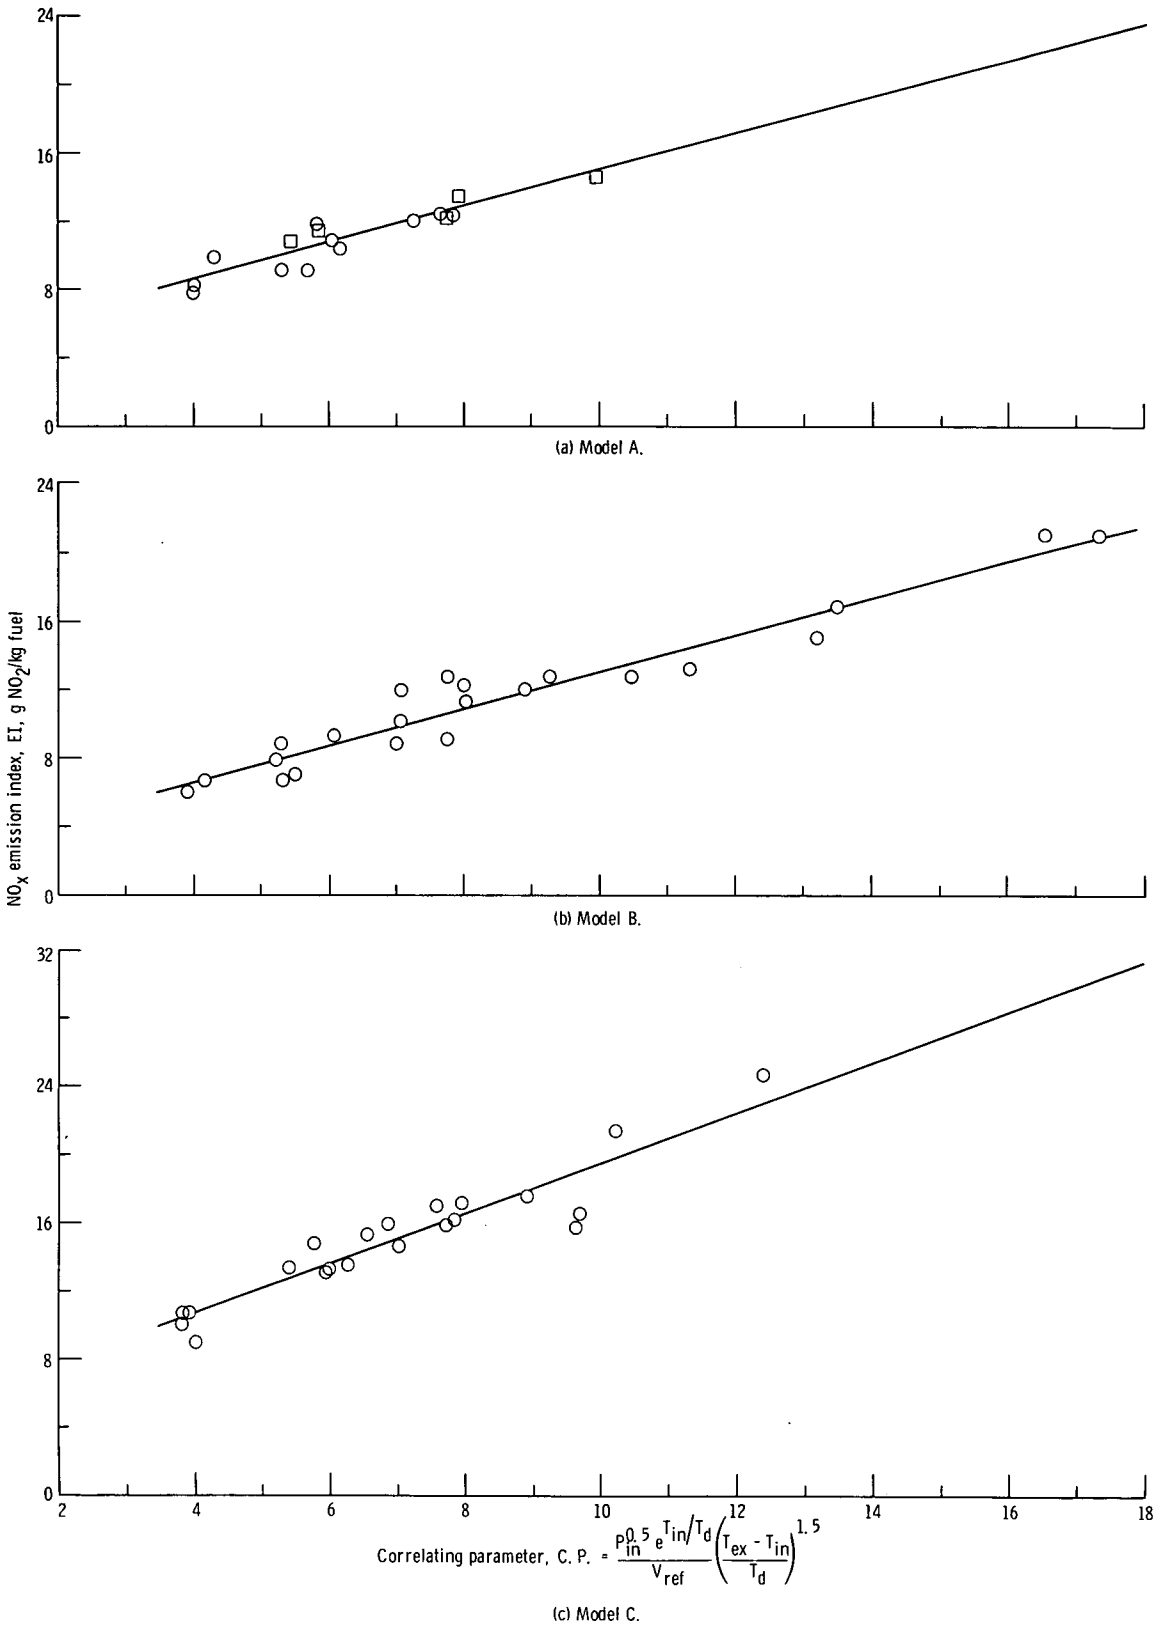 24
16
8
0
(a) Model A.
NOx emission index, EI, g NO2/kg fuel
24
16
8
0
(b) Model B.
32
24
16
8
0
2 4 6 8 10 12 14 16 18
Correlating parameter, C. P. = P_in^0.5 e^(T_in/T_d) / V_ref ((T_ex - T_in) / T_d)^1.5
(c) Model C.